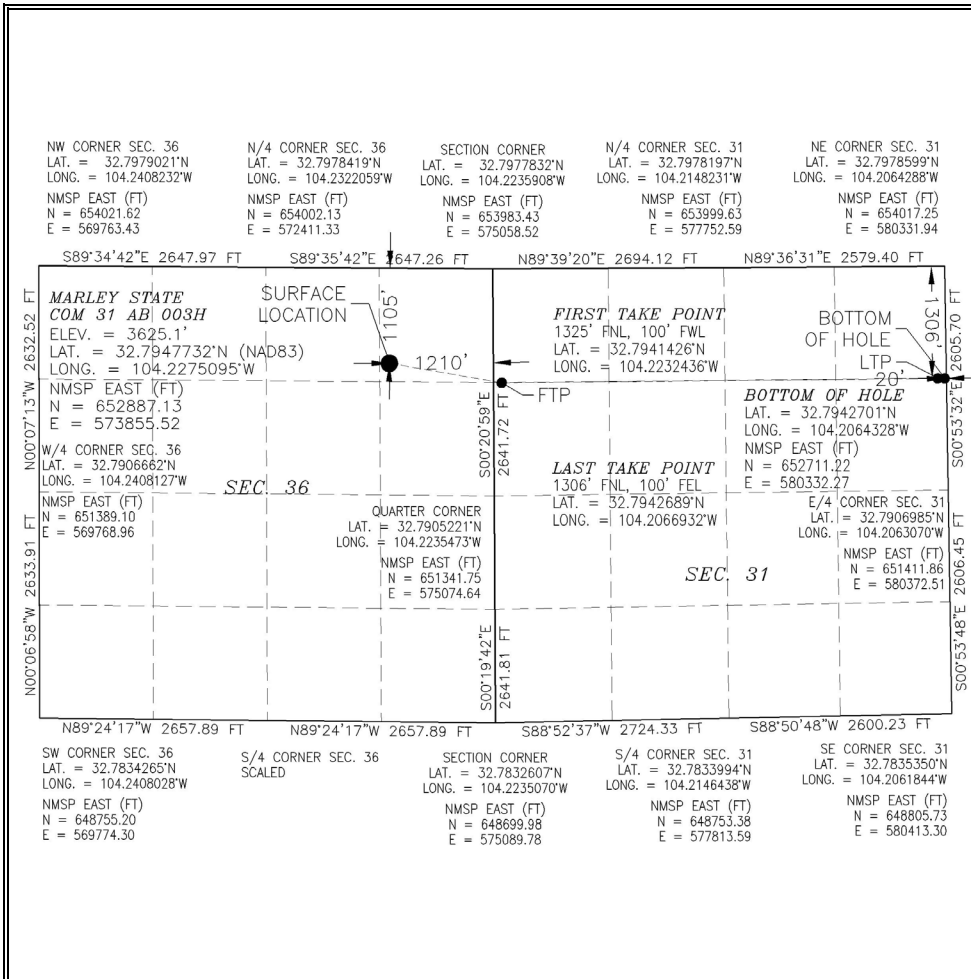 NW CORNER SEC. 36
LAT. = 32.7979021°N
LONG. = 104.2408232°W
NMSP EAST (FT)
N = 654021.62
E = 569763.43
N/4 CORNER SEC. 36
LAT. = 32.7978419°N
LONG. = 104.2322059°W
NMSP EAST (FT)
N = 654002.13
E = 572411.33
SECTION CORNER
LAT. = 32.7977832°N
LONG. = 104.2235908°W
NMSP EAST (FT)
N = 653983.43
E = 575058.52
N/4 CORNER SEC. 31
LAT. = 32.7978197°N
LONG. = 104.2148231°W
NMSP EAST (FT)
N = 653999.63
E = 577752.59
NE CORNER SEC. 31
LAT. = 32.7978599°N
LONG. = 104.2064288°W
NMSP EAST (FT)
N = 654017.25
E = 580331.94
S89°34'42"E 2647.97 FT
S89°35'42"E 2647.26 FT
N89°39'20"E 2694.12 FT
N89°36'31"E 2579.40 FT
N00°07'13"W 2632.52 FT
MARLEY STATE
COM 31 AB 003H
ELEV. = 3625.1'
LAT. = 32.7947732°N (NAD83)
LONG. = 104.2275095°W
NMSP EAST (FT)
N = 652887.13
E = 573855.52
SURFACE
LOCATION
1105'
1210'
FIRST TAKE POINT
1325' FNL, 100' FWL
LAT. = 32.7941426°N
LONG. = 104.2232436°W
FTP
BOTTOM
OF HOLE
LTP
20'
1306'
S00°53'32"E 2605.70 FT
S00°20'59"E
2641.72 FT
BOTTOM OF HOLE
LAT. = 32.7942701°N
LONG. = 104.2064328°W
NMSP EAST (FT)
N = 652711.22
E = 580332.27
LAST TAKE POINT
1306' FNL, 100' FEL
LAT. = 32.7942689°N
LONG. = 104.2066932°W
W/4 CORNER SEC. 36
LAT. = 32.7906662°N
LONG. = 104.2408127°W
NMSP EAST (FT)
N = 651389.10
E = 569768.96
SEC. 36
QUARTER CORNER
LAT. = 32.7905221°N
LONG. = 104.2235473°W
NMSP EAST (FT)
N = 651341.75
E = 575074.64
E/4 CORNER SEC. 31
LAT. = 32.7906985°N
LONG. = 104.2063070°W
NMSP EAST (FT)
N = 651411.86
E = 580372.51
SEC. 31
N00°06'58"W 2633.91 FT
S00°19'42"E
2641.81 FT
S00°53'48"E 2606.45 FT
N89°24'17"W 2657.89 FT
N89°24'17"W 2657.89 FT
S88°52'37"W 2724.33 FT
S88°50'48"W 2600.23 FT
SW CORNER SEC. 36
LAT. = 32.7834265°N
LONG. = 104.2408028°W
NMSP EAST (FT)
N = 648755.20
E = 569774.30
S/4 CORNER SEC. 36
SCALED
SECTION CORNER
LAT. = 32.7832607°N
LONG. = 104.2235070°W
NMSP EAST (FT)
N = 648699.98
E = 575089.78
S/4 CORNER SEC. 31
LAT. = 32.7833994°N
LONG. = 104.2146438°W
NMSP EAST (FT)
N = 648753.38
E = 577813.59
SE CORNER SEC. 31
LAT. = 32.7835350°N
LONG. = 104.2061844°W
NMSP EAST (FT)
N = 648805.73
E = 580413.30